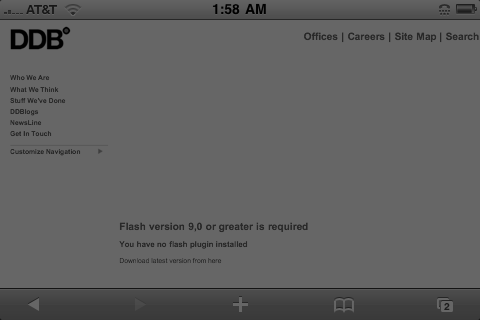 AT&T 1:58 AM
DDB°
Offices | Careers | Site Map | Search
Who We Are
What We Think
Stuff We've Done
DDBlogs
NewsLine
Get In Touch
Customize Navigation
Flash version 9,0 or greater is required
You have no flash plugin installed
Download latest version from here
2